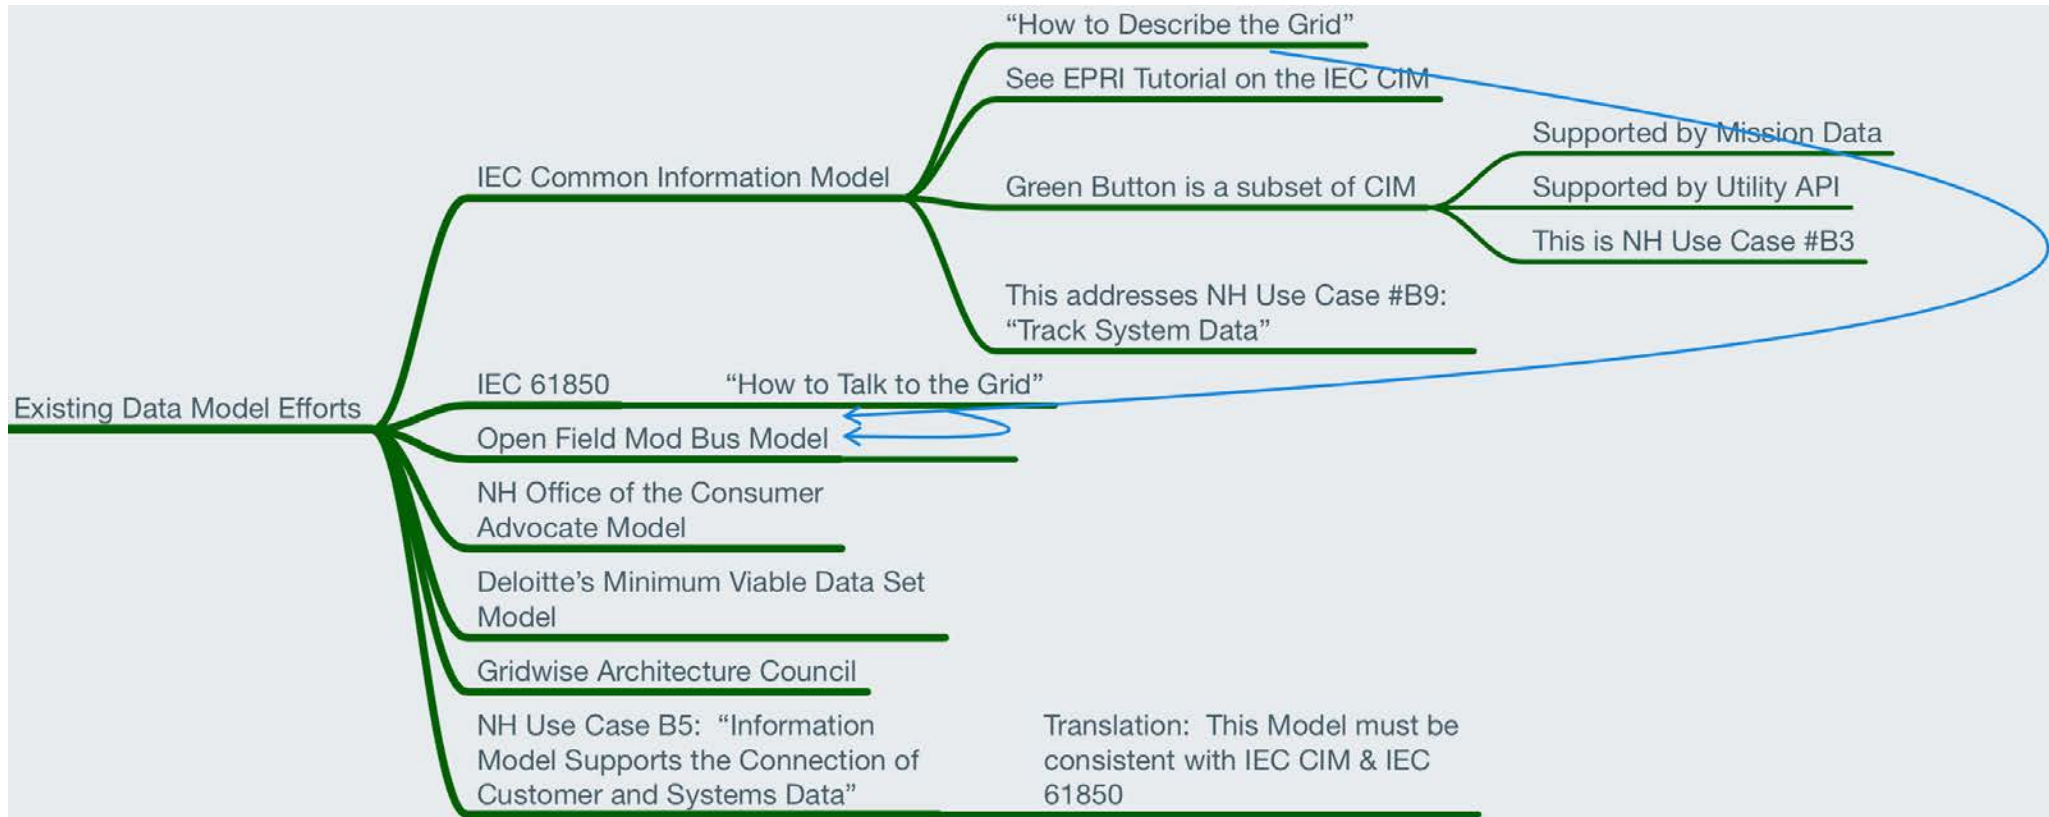 “How to Describe the Grid”
See EPRI Tutorial on the IEC CIM
Supported by Mission Data
IEC Common Information Model
Green Button is a subset of CIM
Supported by Utility API
This is NH Use Case #B3
This addresses NH Use Case #B9:
“Track System Data”
Existing Data Model Efforts
IEC 61850
“How to Talk to the Grid”
Open Field Mod Bus Model
NH Office of the Consumer
Advocate Model
Deloitte’s Minimum Viable Data Set
Model
Gridwise Architecture Council
NH Use Case B5:  “Information
Model Supports the Connection of
Customer and Systems Data”
Translation:  This Model must be
consistent with IEC CIM & IEC
61850